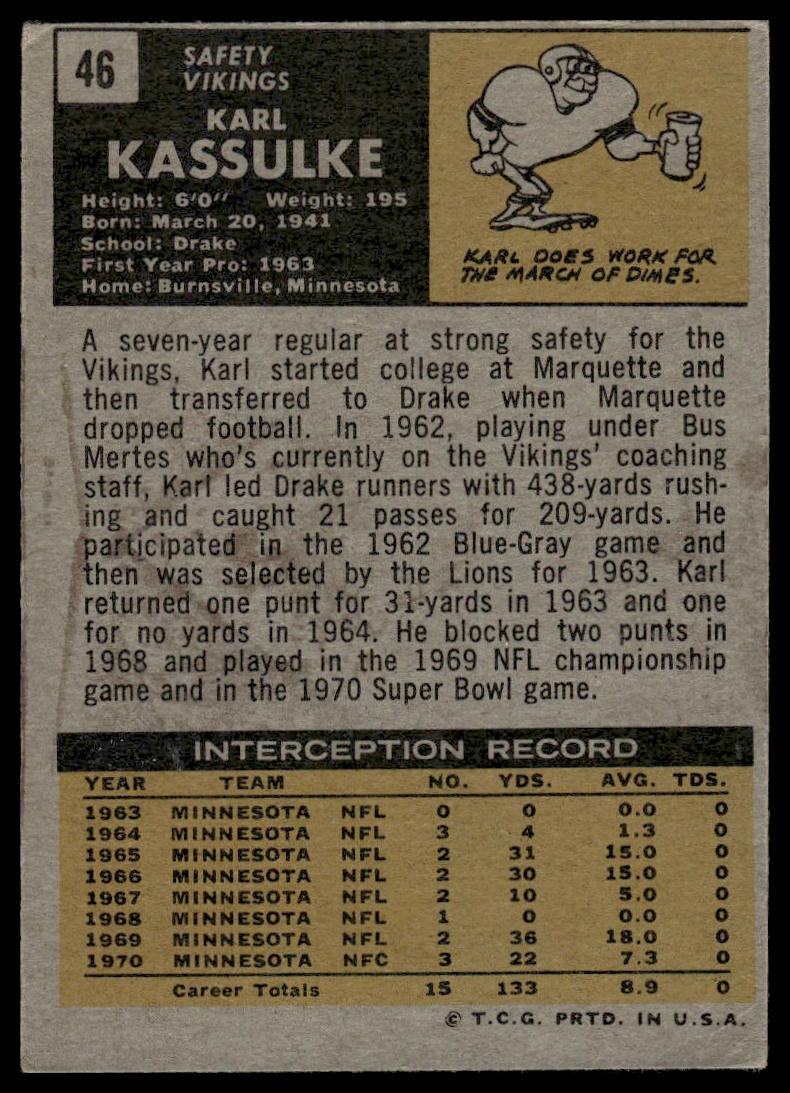 46
SAFETY
VIKINGS
KARL
KASSULKE
Height: 6'0" Weight: 195
Born: March 20, 1941
School: Drake
First Year Pro: 1963
Home: Burnsville, Minnesota
KARL DOES WORK FOR
THE MARCH OF DIMES.
A seven-year regular at strong safety for the
Vikings, Karl started college at Marquette and
then transferred to Drake when Marquette
dropped football. In 1962, playing under Bus
Mertes who's currently on the Vikings' coaching
staff, Karl led Drake runners with 438-yards rush-
ing and caught 21 passes for 209-yards. He
participated in the 1962 Blue-Gray game and
then was selected by the Lions for 1963. Karl
returned one punt for 31-yards in 1963 and one
for no yards in 1964. He blocked two punts in
1968 and played in the 1969 NFL championship
game and in the 1970 Super Bowl game.
INTERCEPTION RECORD
YEAR TEAM NO. YDS. AVG. TDS.
1963 MINNESOTA NFL 0 0 0.0 0
1964 MINNESOTA NFL 3 4 1.3 0
1965 MINNESOTA NFL 2 31 15.0 0
1966 MINNESOTA NFL 2 30 15.0 0
1967 MINNESOTA NFL 2 10 5.0 0
1968 MINNESOTA NFL 1 0 0.0 0
1969 MINNESOTA NFL 2 36 18.0 0
1970 MINNESOTA NFC 3 22 7.3 0
Career Totals 15 133 8.9 0
© T.C.G. PRTD. IN U.S.A.